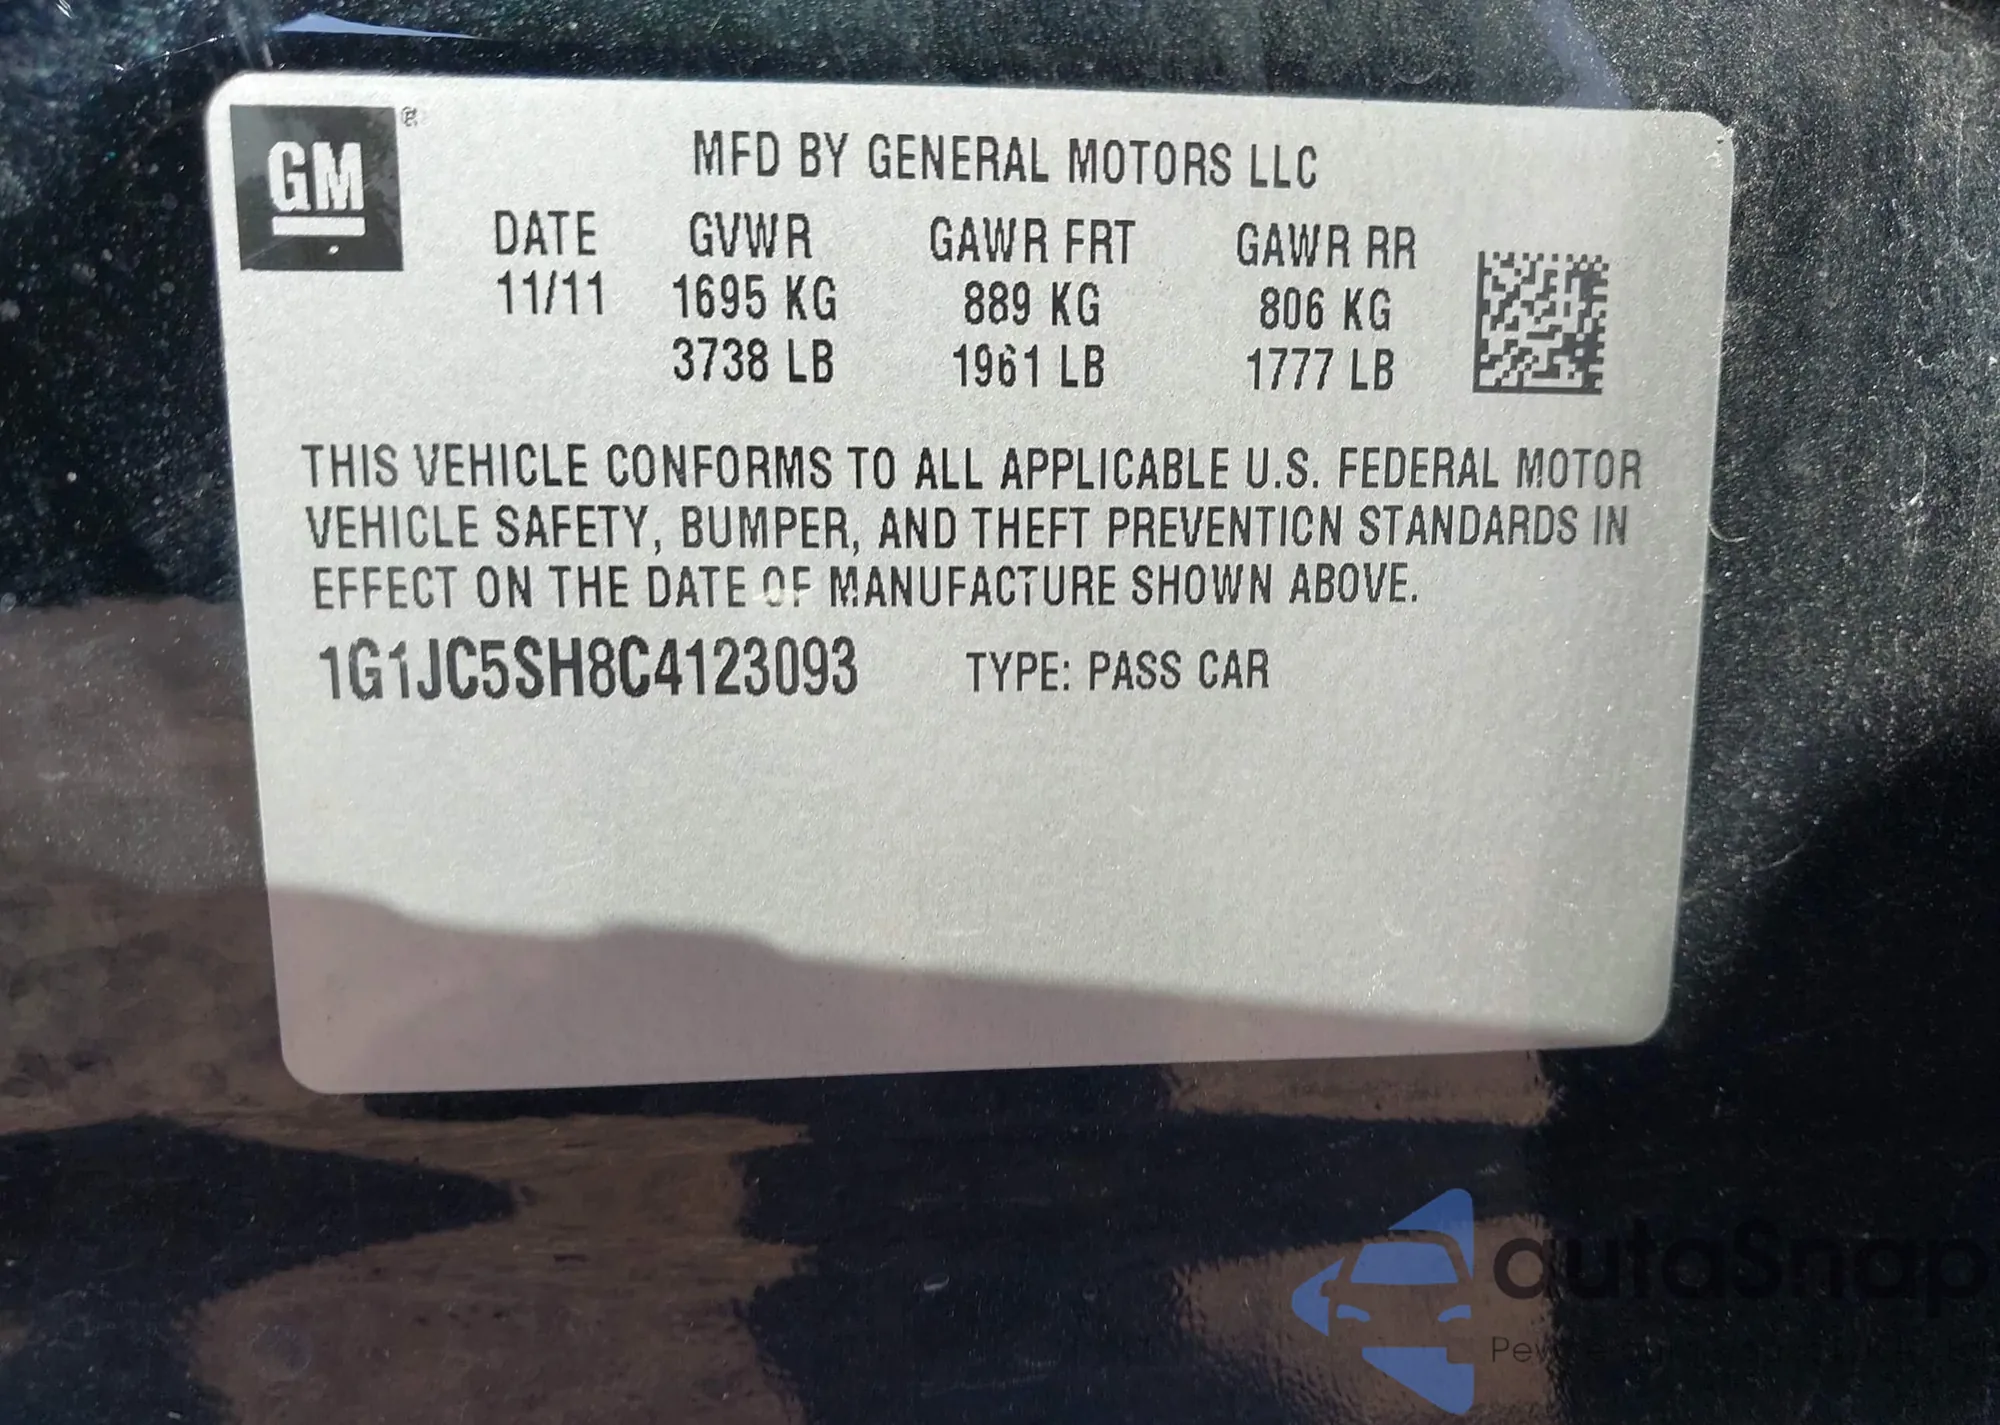 GM ®
MFD BY GENERAL MOTORS LLC
DATE GVWR GAWR FRT GAWR RR
11/11 1695 KG 889 KG 806 KG
3738 LB 1961 LB 1777 LB
THIS VEHICLE CONFORMS TO ALL APPLICABLE U.S. FEDERAL MOTOR
VEHICLE SAFETY, BUMPER, AND THEFT PREVENTION STANDARDS IN
EFFECT ON THE DATE OF MANUFACTURE SHOWN ABOVE.
1G1JC5SH8C4123093 TYPE: PASS CAR
autaSnap